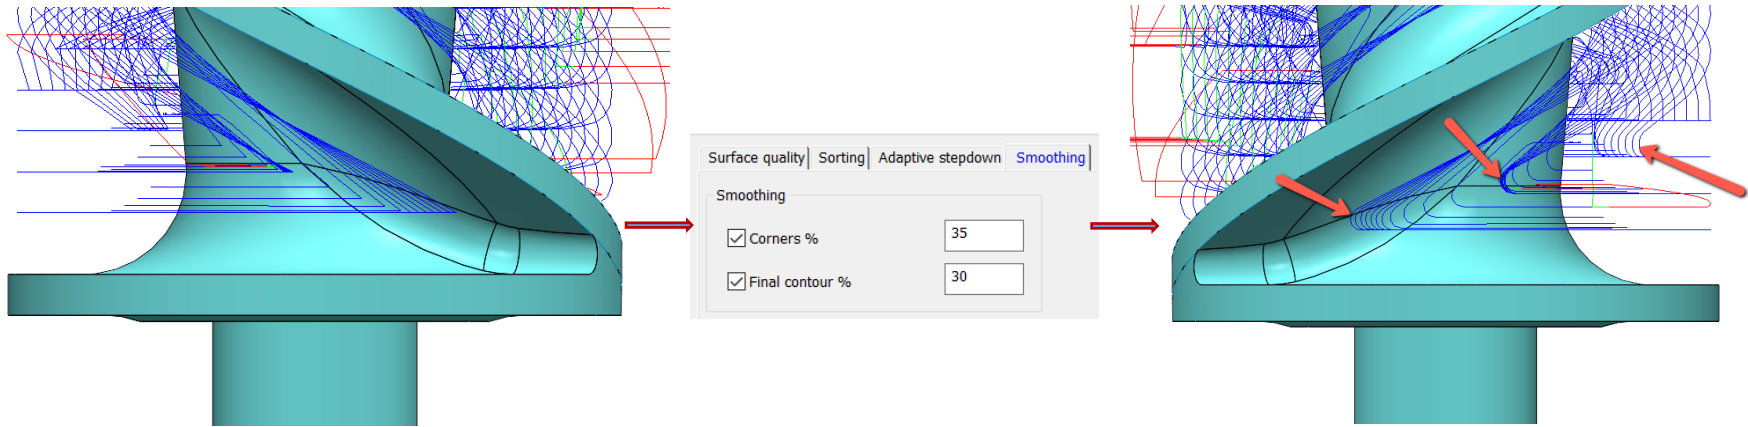 Surface quality Sorting Adaptive stepdown Smoothing
Smoothing
Corners % 35
Final contour % 30